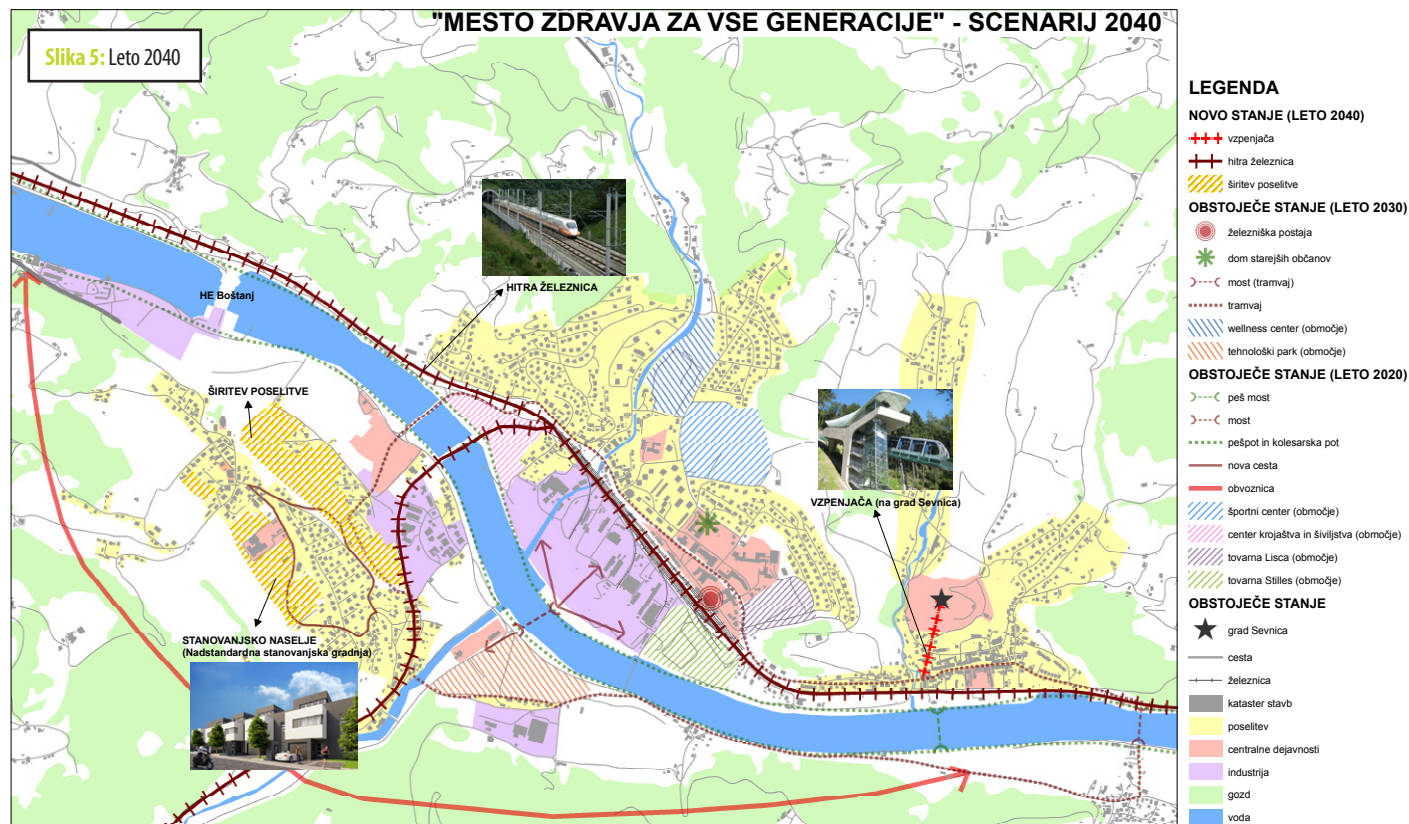 "MESTO ZDRAVJA ZA VSE GENERACIJE" - SCENARIJ 2040
Slika 5: Leto 2040
HITRA ŽELEZNICA
HE Boštanj
ŠIRITEV POSELITVE
VZPENJAČA (na grad Sevnica)
STANOVANJSKO NASELJE
(Nadstandardna stanovanjska gradnja)
LEGENDA
NOVO STANJE (LETO 2040)
vzpenjača
hitra železnica
širitev poselitve
OBSTOJEČE STANJE (LETO 2030)
železniška postaja
dom starejših občanov
most (tramvaj)
tramvaj
wellness center (območje)
tehnološki park (območje)
OBSTOJEČE STANJE (LETO 2020)
peš most
most
pešpot in kolesarska pot
nova cesta
obvoznica
športni center (območje)
center krojaštva in šiviljstva (območje)
tovarna Lisca (območje)
tovarna Stilles (območje)
OBSTOJEČE STANJE
grad Sevnica
cesta
železnica
kataster stavb
poselitev
centralne dejavnosti
industrija
gozd
voda